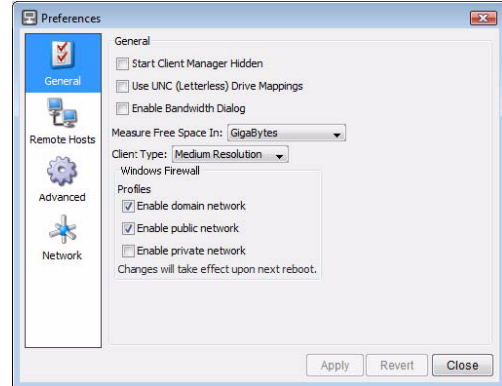 Preferences
General
Remote Hosts
Advanced
Network
General
Start Client Manager Hidden
Use UNC (Letterless) Drive Mappings
Enable Bandwidth Dialog
Measure Free Space In: GigaBytes
Client Type: Medium Resolution
Windows Firewall
Profiles
Enable domain network
Enable public network
Enable private network
Changes will take effect upon next reboot.
Apply Revert Close